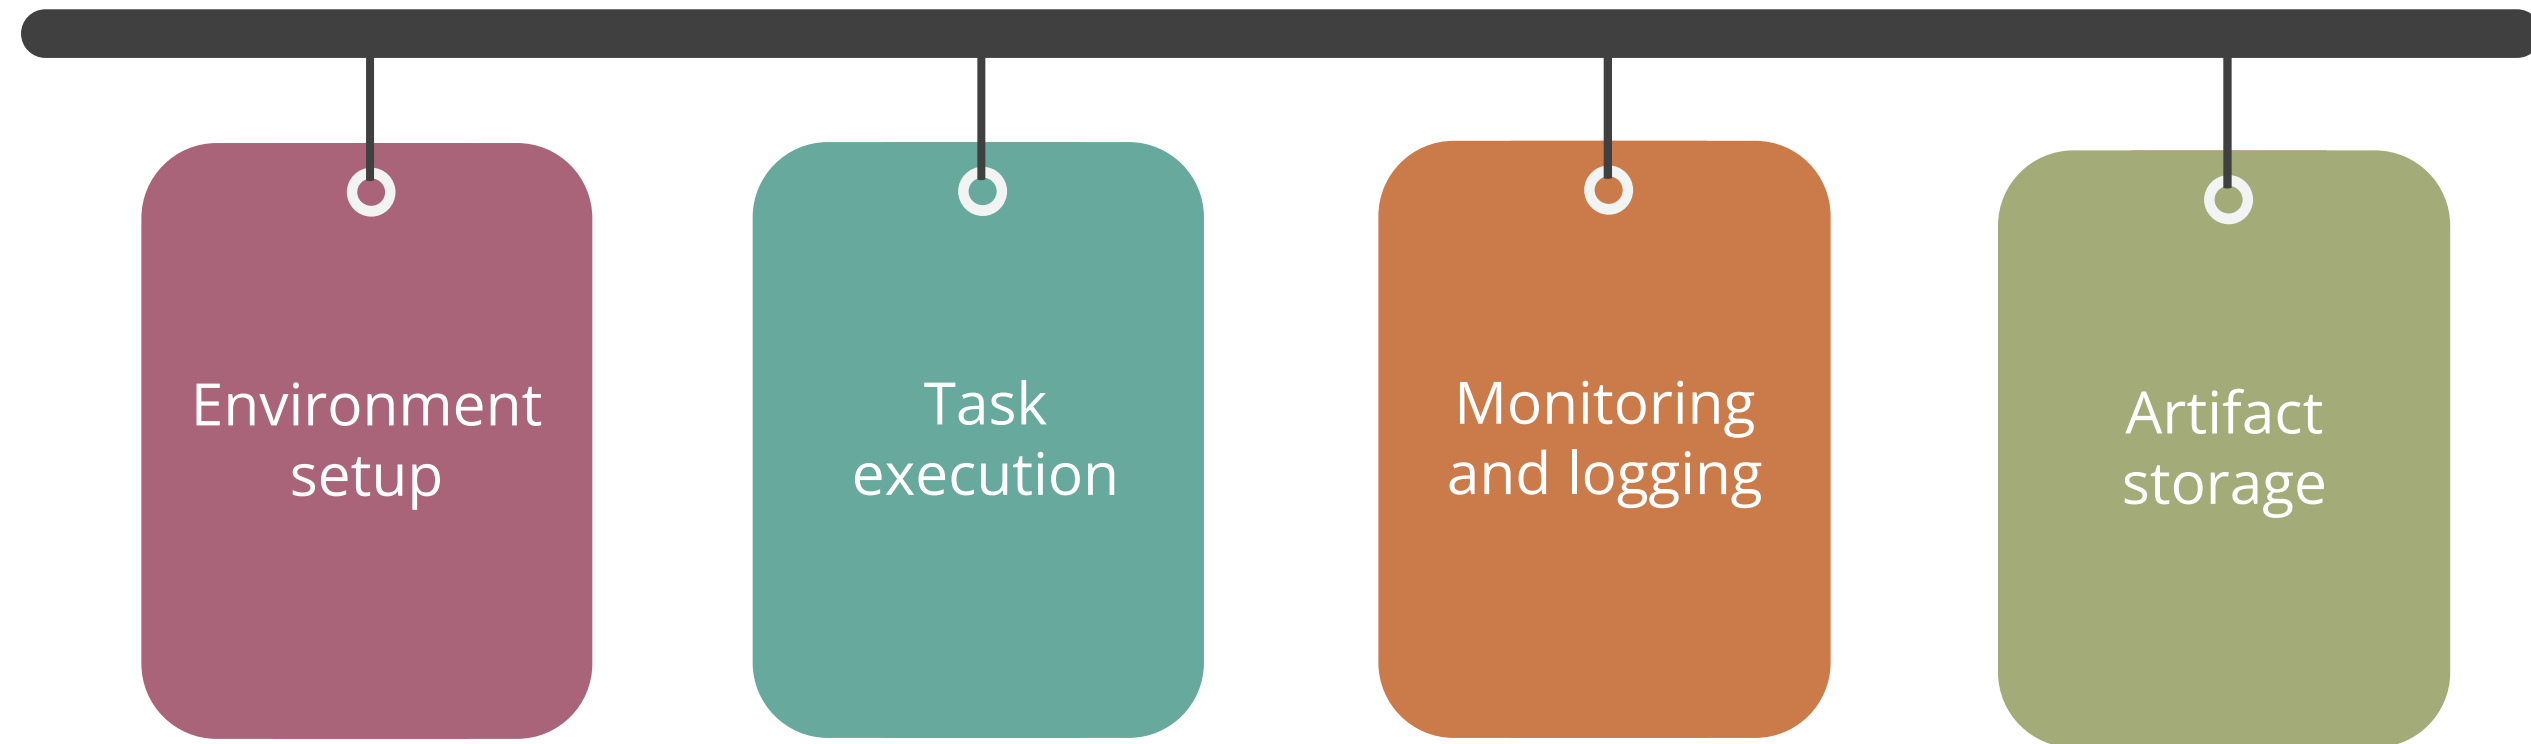 Environment
setup
Task
execution
Monitoring
and logging
Artifact
storage